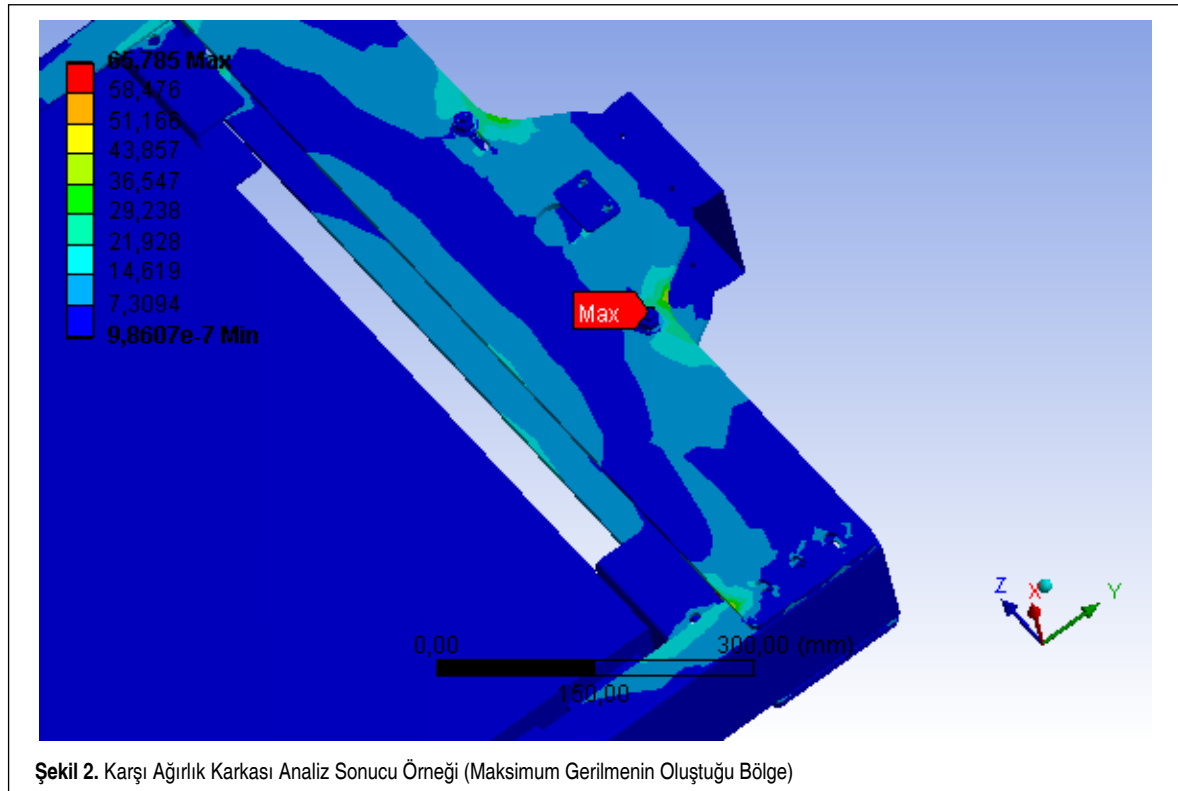 65,785 Max
58,476
51,166
43,857
36,547
29,238
21,928
14,619
7,3094
9,8607e-7 Min
Max
Z
X
Y
0,00
300,00 (mm)
150,00
Şekil 2. Karşı Ağırlık Karkası Analiz Sonucu Örneği (Maksimum Gerilmenin Oluştuğu Bölge)